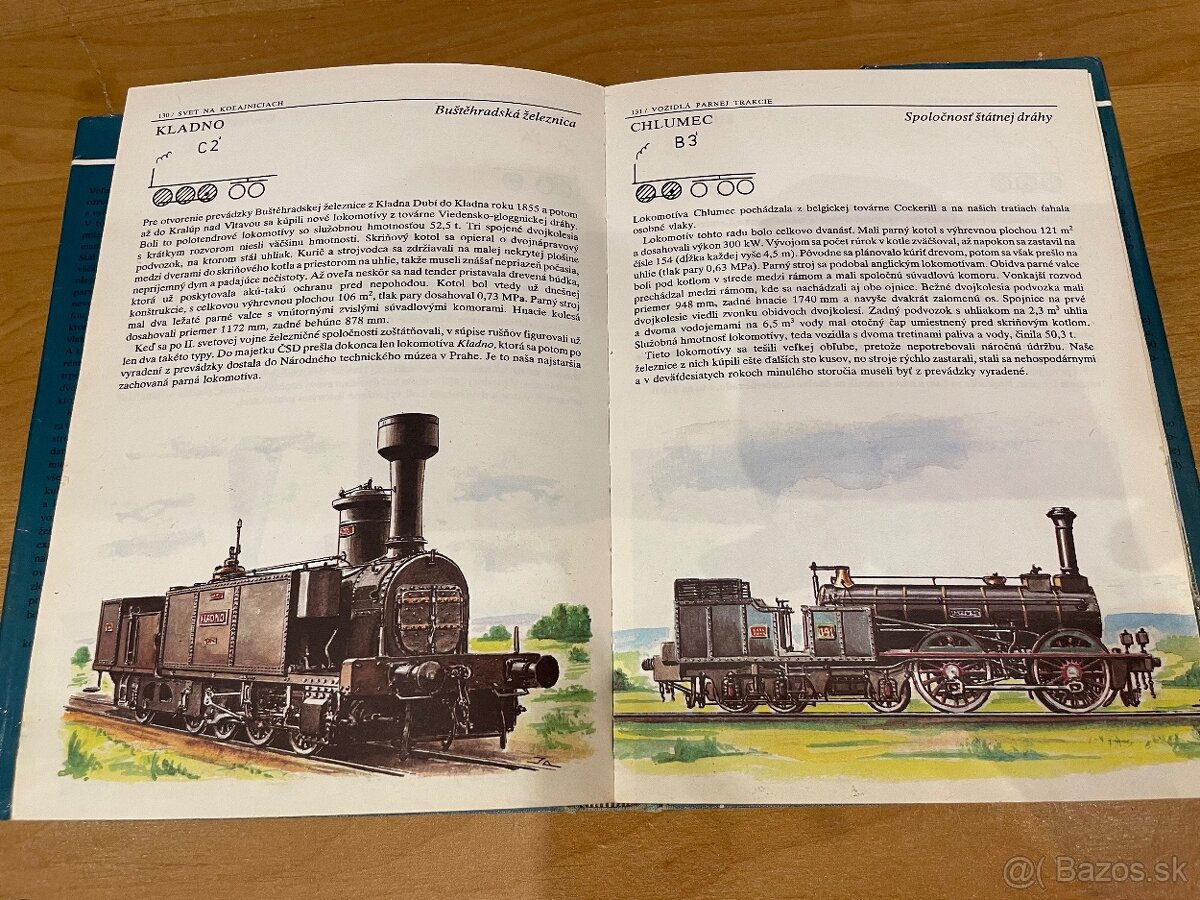 130 / SVET NA KOĽAJNICIACH
KLADNO
Buštěhradská železnica
C2'
Pre otvorenie prevádzky Buštěhradskej železnice z Kladna Dubí do Kladna roku 1855 a potom
až do Kralúp nad Vltavou sa kúpili nové lokomotívy z továrne Viedensko-gloggnickej dráhy.
Boli to polotendrové lokomotívy so služobnou hmotnosťou 52,5 t. Tri spojené dvojkolesia
s krátkym rozvorom niesli väčšinu hmotnosti. Skriňový kotol sa opieral o dvojnápravový
podvozok, na ktorom stál uhliak. Kurič a strojvodca sa zdržiavali na malej nekrytej plošine
medzi dverami do skriňového kotla a priestorom na uhlie, takže museli znášať nepriazeň počasia,
nepríjemný dym a padajúce nečistoty. Až oveľa neskôr sa nad tender pristavala drevená búdka,
ktorá už poskytovala akú-takú ochranu pred nepohodou. Kotol bol vtedy už dnešnej
konštrukcie, s celkovou výhrevnou plochou 106 m², tlak pary dosahoval 0,73 MPa. Parný stroj
mal dva ležaté parné valce s vnútornými zvislými súvadlovými komorami. Hnacie kolesá
dosahovali priemer 1172 mm, zadné behúne 878 mm.
Keď sa po II. svetovej vojne železničné spoločnosti zoštátňovali, v súpise rušňov figurovali už
len dva takéto typy. Do majetku ČSD prešla dokonca len lokomotíva Kladno, ktorá sa potom po
vyradení z prevádzky dostala do Národného technického múzea v Prahe. Je to naša najstaršia
zachovaná parná lokomotíva.
131 / VOZIDLÁ PARNEJ TRAKCIE
CHLUMEC
Spoločnosť štátnej dráhy
B3'
Lokomotíva Chlumec pochádzala z belgickej továrne Cockerill a na našich tratiach ťahala
osobné vlaky.
Lokomotív tohto radu bolo celkovo dvanásť. Mali parný kotol s výhrevnou plochou 121 m²
a dosahovali výkon 300 kW. Vývojom sa počet rúrok v kotle zväčšoval, až napokon sa zastavil na
čísle 154 (dĺžka každej vyše 4,5 m). Pôvodne sa plánovalo kúriť drevom, potom sa však prešlo na
uhlie (tlak pary 0,63 MPa). Parný stroj sa podobal anglickým lokomotívam. Obidva parné valce
boli pod kotlom v strede medzi rámom a mali spoločnú súvadlovú komoru. Vonkajší rozvod
prechádzal medzi rámom, kde sa nachádzali aj obe ojnice. Bežné dvojkolesia podvozka mali
priemer 948 mm, zadné hnacie 1740 mm a navyše dvakrát zalomenú os. Spojnice na prvé
dvojkolesie viedli zvonku obidvoch dvojkolesí. Zadný podvozok s uhliakom na 2,3 m³ uhlia
a dvoma vodojemami na 6,5 m³ vody mal otočný čap umiestnený pred skriňovým kotlom.
Služobná hmotnosť lokomotívy, teda vozidla s dvoma tretinami paliva a vody, činila 50,3 t.
Tieto lokomotívy sa tešili veľkej obľube, pretože nepotrebovali náročnú údržbu. Naše
železnice z nich kúpili ešte ďalších sto kusov, no stroje rýchlo zastarali, stali sa nehospodárnymi
a v deväťdesiatych rokoch minulého storočia museli byť z prevádzky vyradené.
Bazos.sk